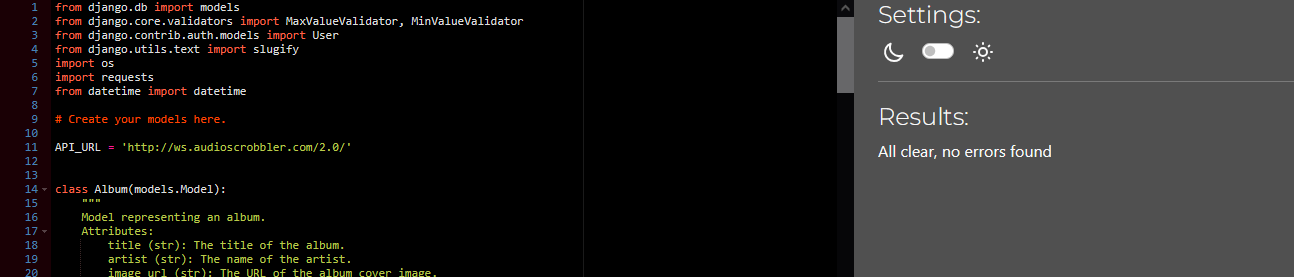 1 from django.db import models
2 from django.core.validators import MaxValueValidator, MinValueValidator
3 from django.contrib.auth.models import User
4 from django.utils.text import slugify
5 import os
6 import requests
7 from datetime import datetime
8
9 # Create your models here.
10
11 API_URL = 'http://ws.audioscrobbler.com/2.0/'
12
13
14 class Album(models.Model):
15 """
16 Model representing an album.
17 Attributes:
18 title (str): The title of the album.
19 artist (str): The name of the artist.
20 image_url (str): The URL of the album cover image.
Settings:
Results:
All clear, no errors found